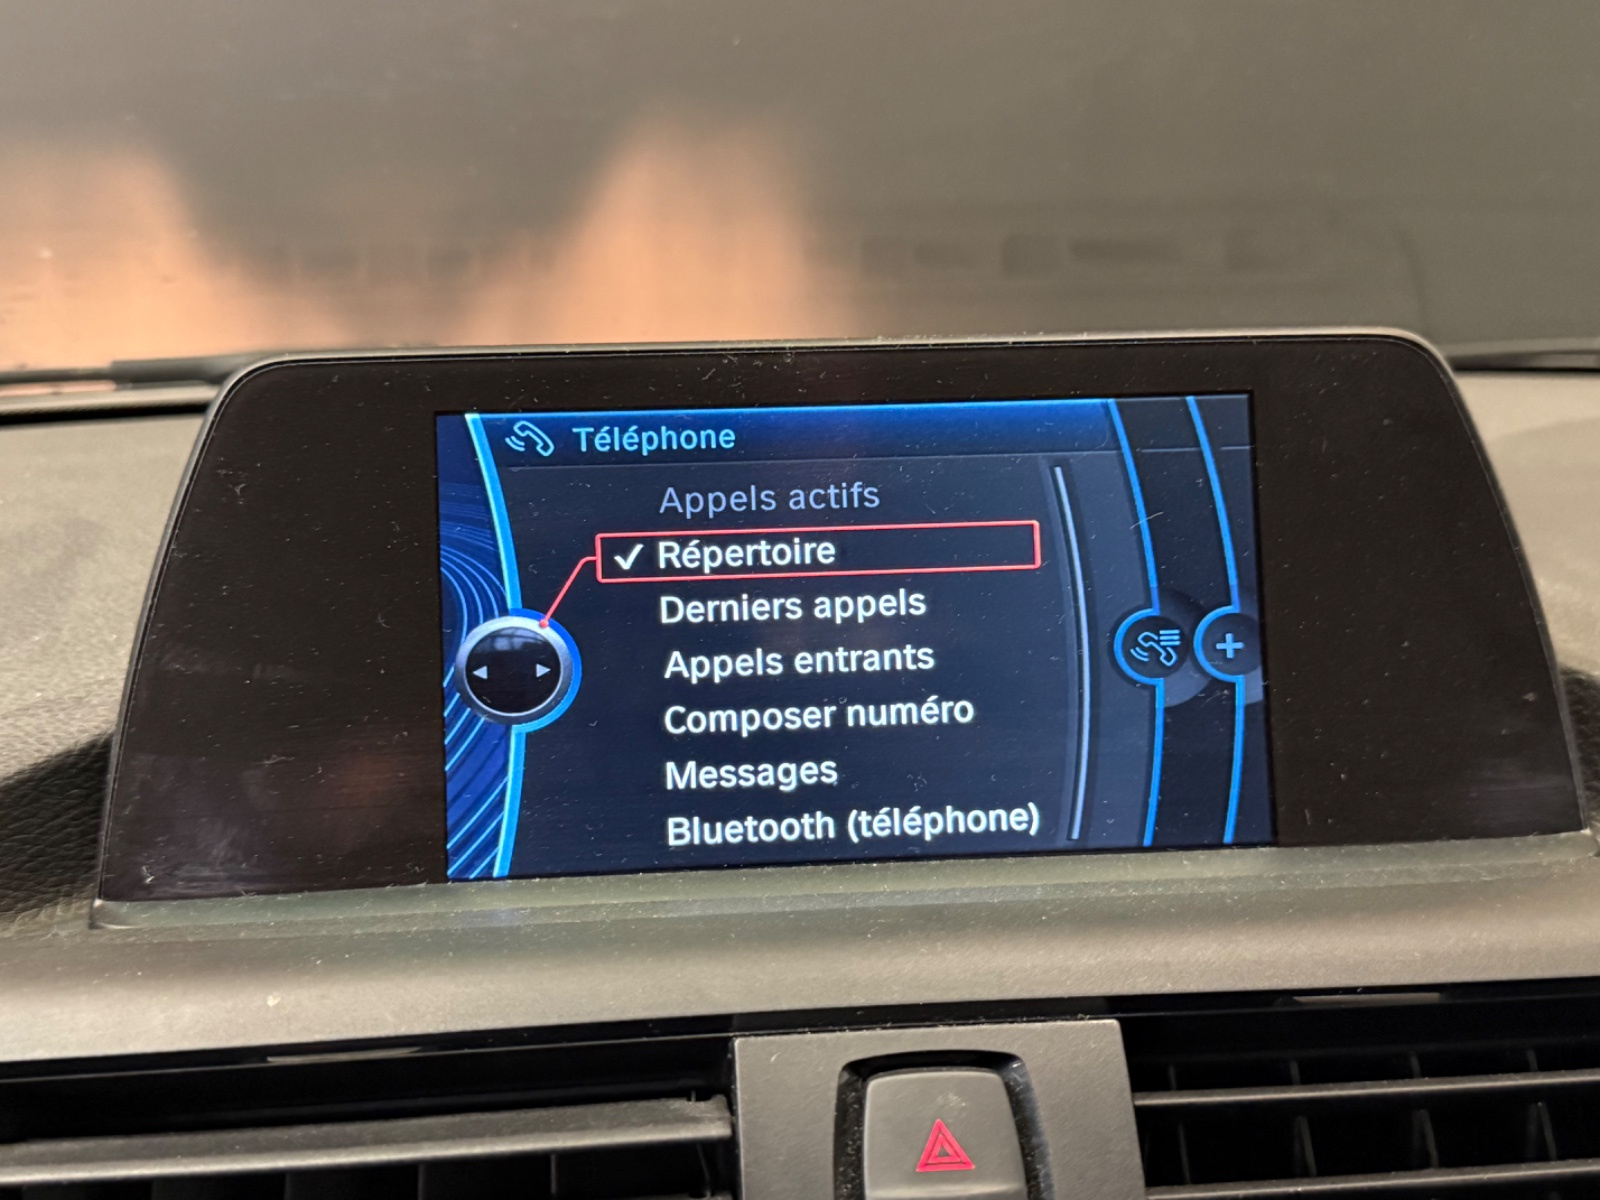 Téléphone
Appels actifs
Répertoire
Derniers appels
Appels entrants
Composer numéro
Messages
Bluetooth (téléphone)